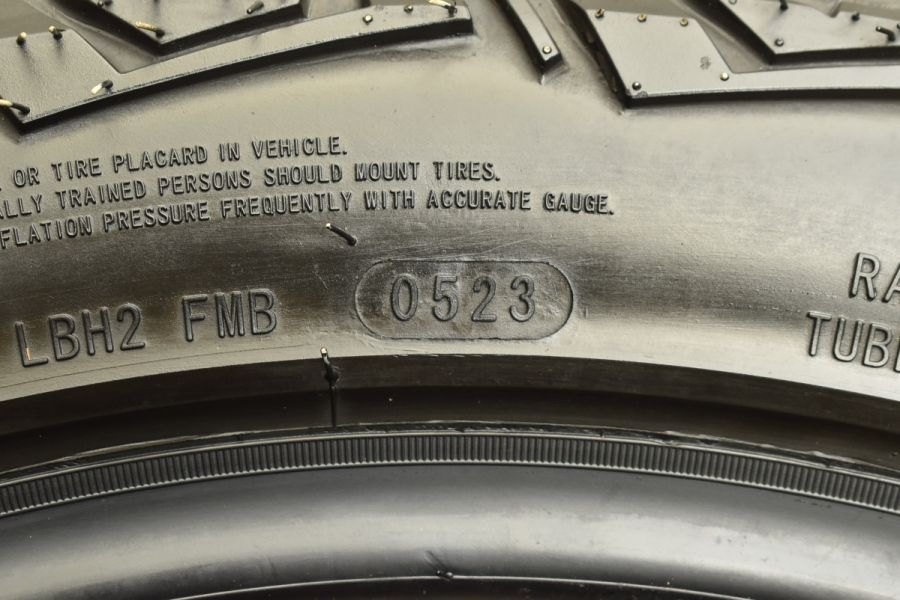 OR TIRE PLACARD IN VEHICLE.
ALLY TRAINED PERSONS SHOULD MOUNT TIRES.
FLATION PRESSURE FREQUENTLY WITH ACCURATE GAUGE.
LBH2 FMB 0523
RA
TUB